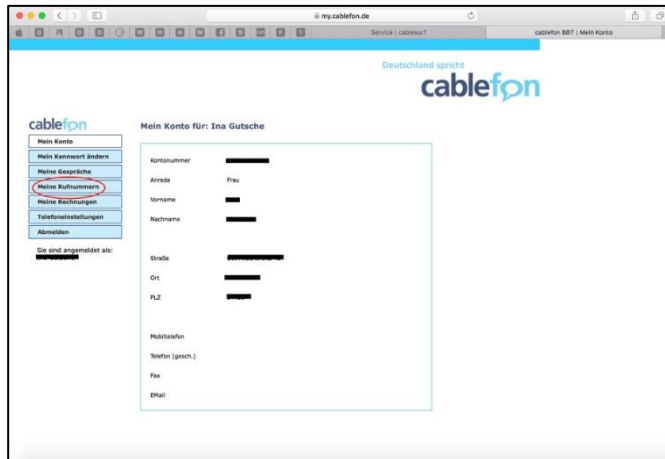 my.cablefon.de
Service | cablesurf
cablefon BBT | Mein Konto
Deutschland spricht
cablefon
cablefon
Mein Konto
Mein Kennwort ändern
Meine Gespräche
Meine Rufnummern
Meine Rechnungen
Telefoneinstellungen
Abmelden
Sie sind angemeldet als:
Mein Konto für: Ina Gutsche
Kontonummer
Anrede Frau
Vorname
Nachname
Straße
Ort
PLZ
Mobiltelefon
Telefon (gesch.)
Fax
EMail